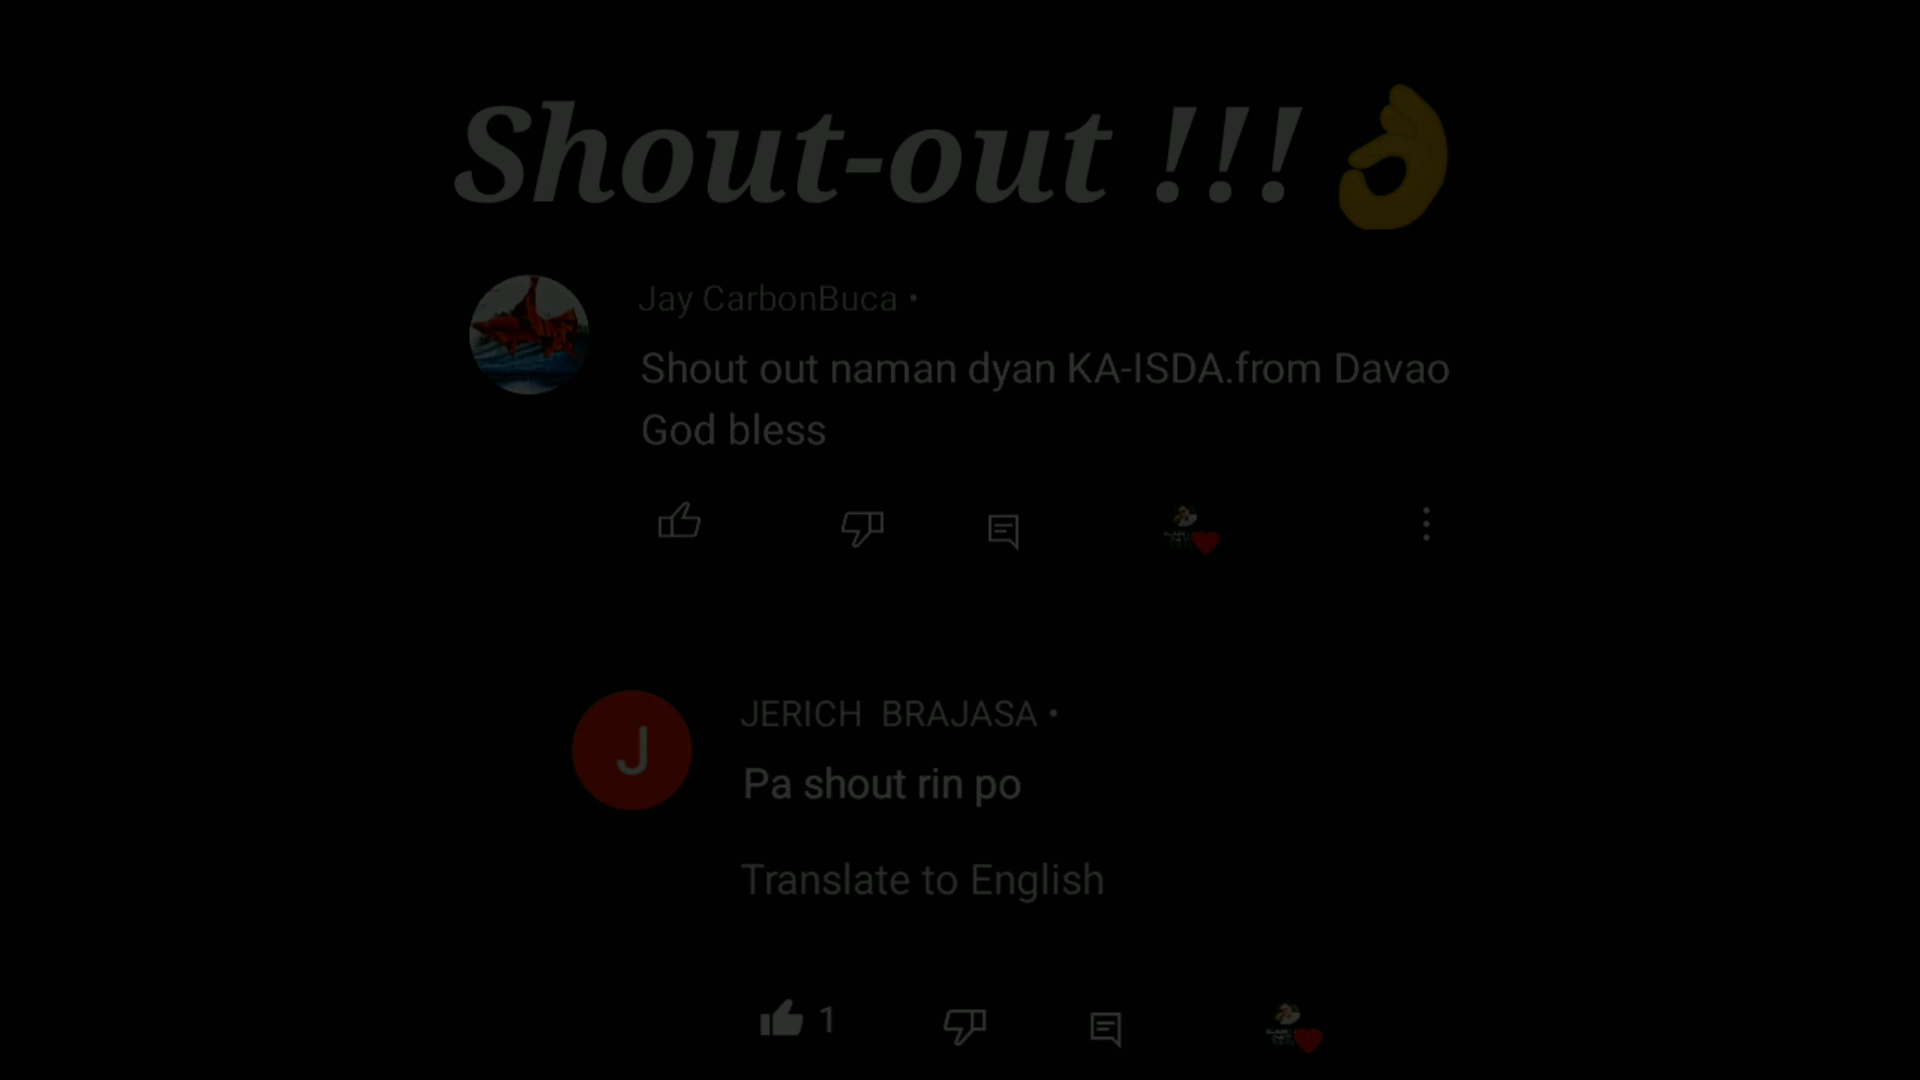 Shout-out !!!👌
Jay CarbonBuca •
Shout out naman dyan KA-ISDA.from Davao
God bless
J
JERICH BRAJASA •
Pa shout rin po
Translate to English
1